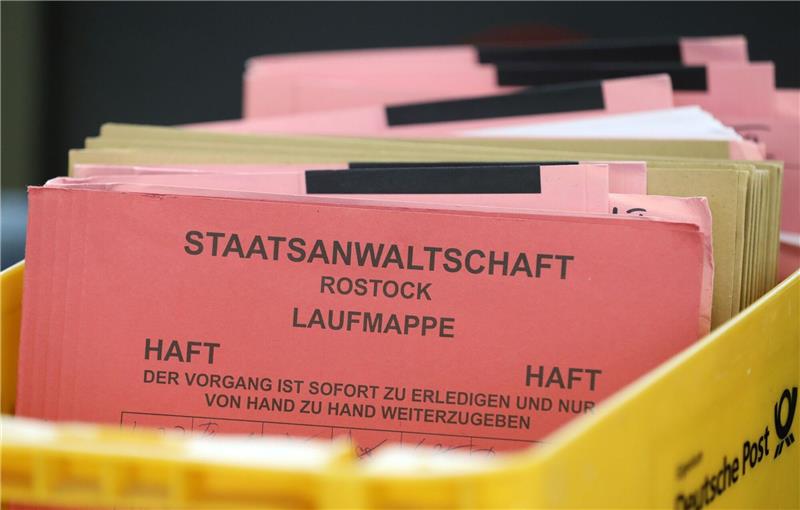 STAATSANWALTSCHAFT
ROSTOCK
LAUFMAPPE
HAFT HAFT
DER VORGANG IST SOFORT ZU ERLEDIGEN UND NUR
VON HAND ZU HAND WEITERZUGEBEN
Eigentum
Deutsche Post